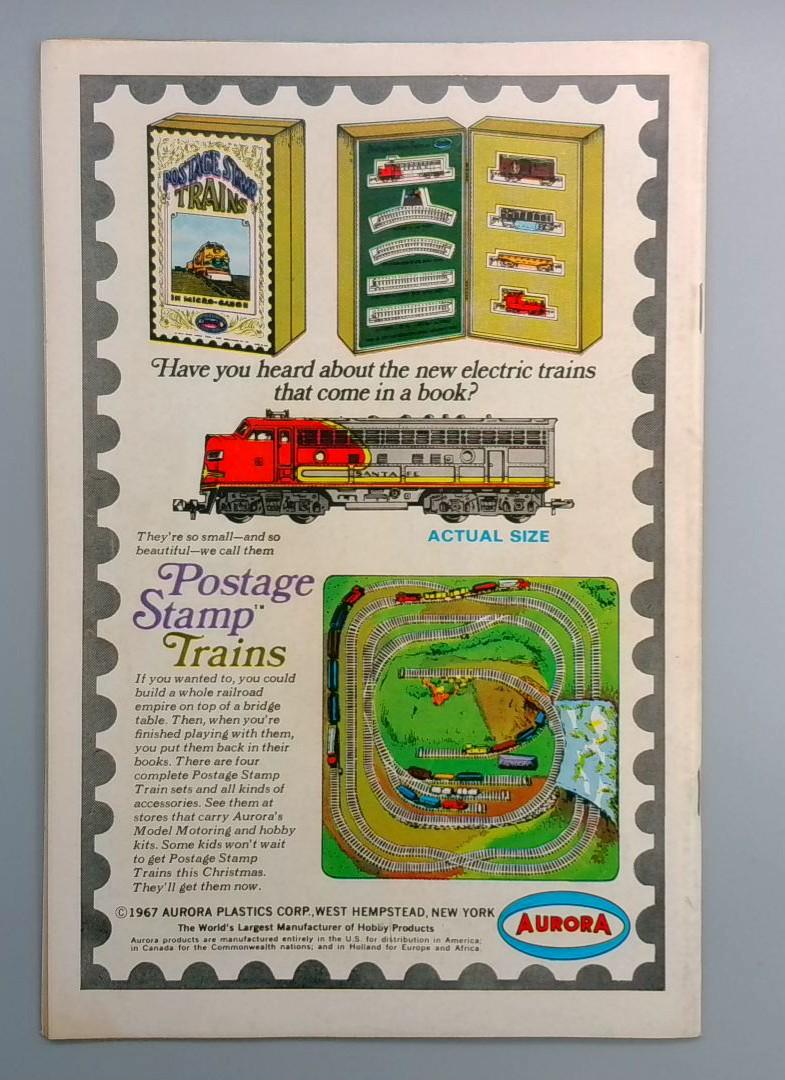 POSTAGE STAMP
TRAINS
IN MICRO-GAUGE
Have you heard about the new electric trains
that come in a book?
SANTA FE
They're so small—and so
beautiful—we call them
ACTUAL SIZE
Postage
Stamp™
Trains
If you wanted to, you could
build a whole railroad
empire on top of a bridge
table. Then, when you're
finished playing with them,
you put them back in their
books. There are four
complete Postage Stamp
Train sets and all kinds of
accessories. See them at
stores that carry Aurora's
Model Motoring and hobby
kits. Some kids won't wait
to get Postage Stamp
Trains this Christmas.
They'll get them now.
©1967 AURORA PLASTICS CORP., WEST HEMPSTEAD, NEW YORK
The World's Largest Manufacturer of Hobby Products
Aurora products are manufactured entirely in the U.S. for distribution in America;
in Canada for the Commonwealth nations; and in Holland for Europe and Africa.
AURORA